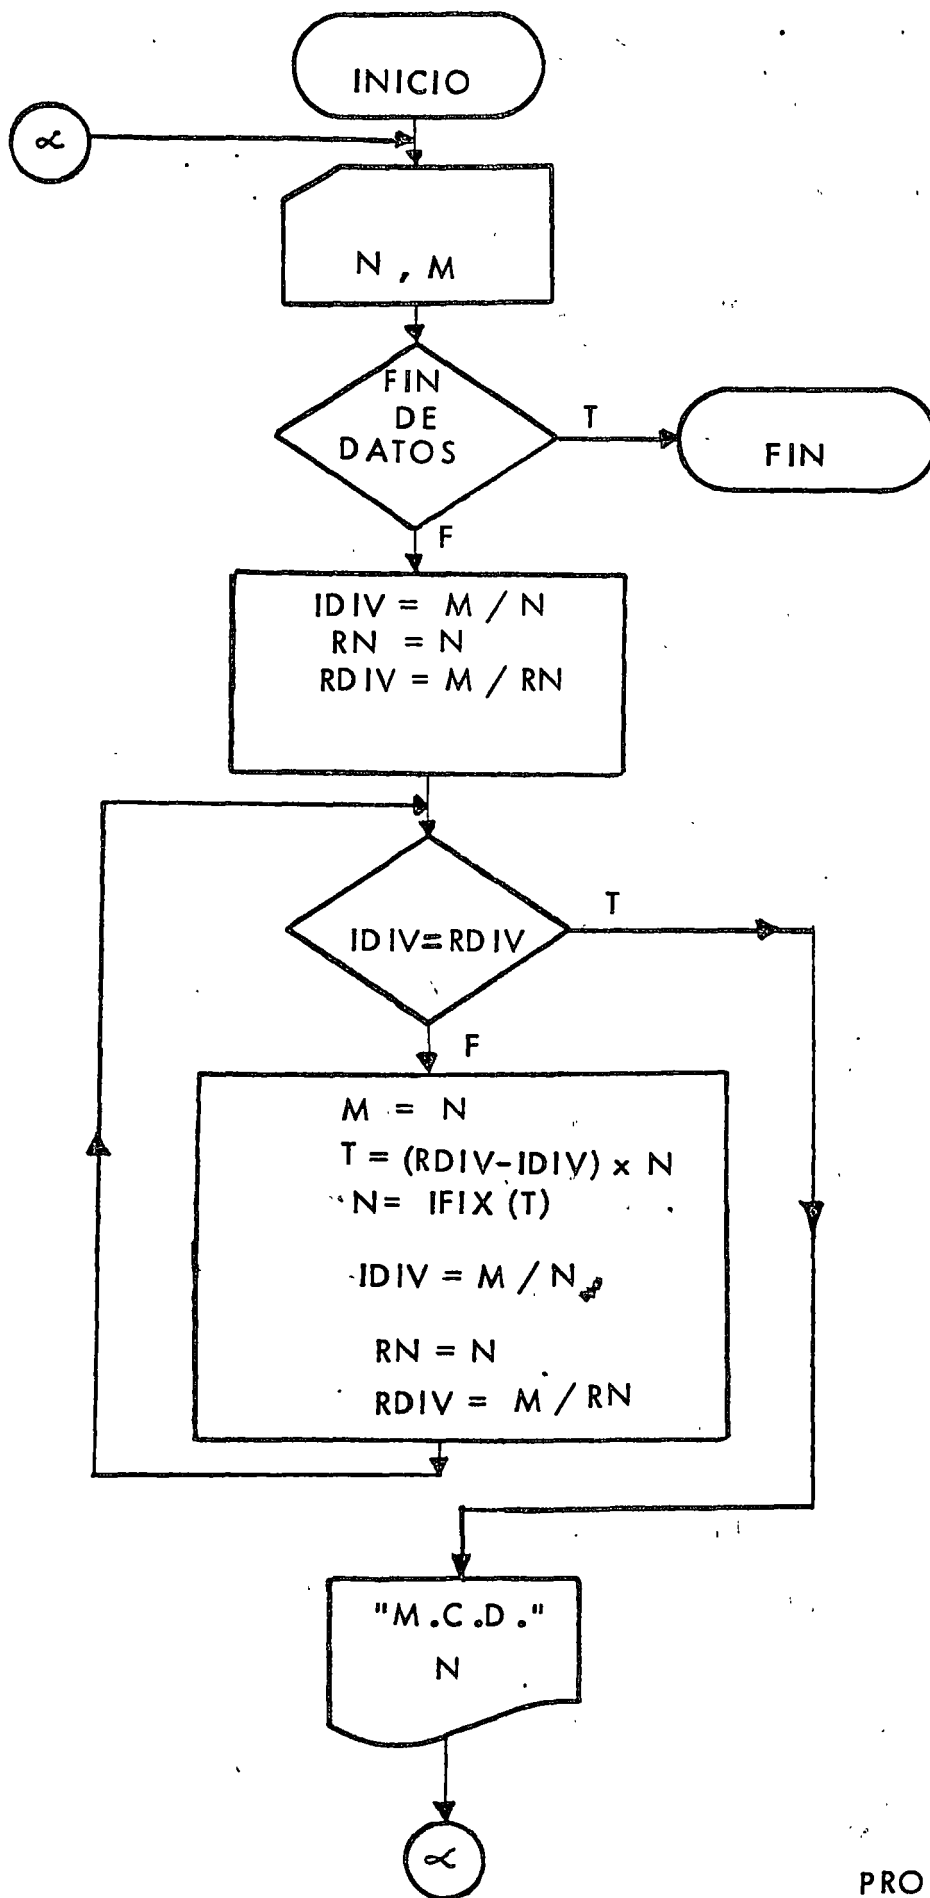 INICIO
∝
N , M
FIN
DE
DATOS
T
FIN
F
IDIV = M / N
RN = N
RDIV = M / RN
IDIV=RDIV
T
F
M = N
T = (RDIV-IDIV) x N
N= IFIX (T)
IDIV = M / N
RN = N
RDIV = M / RN
"M.C.D."
N
∝
PRO